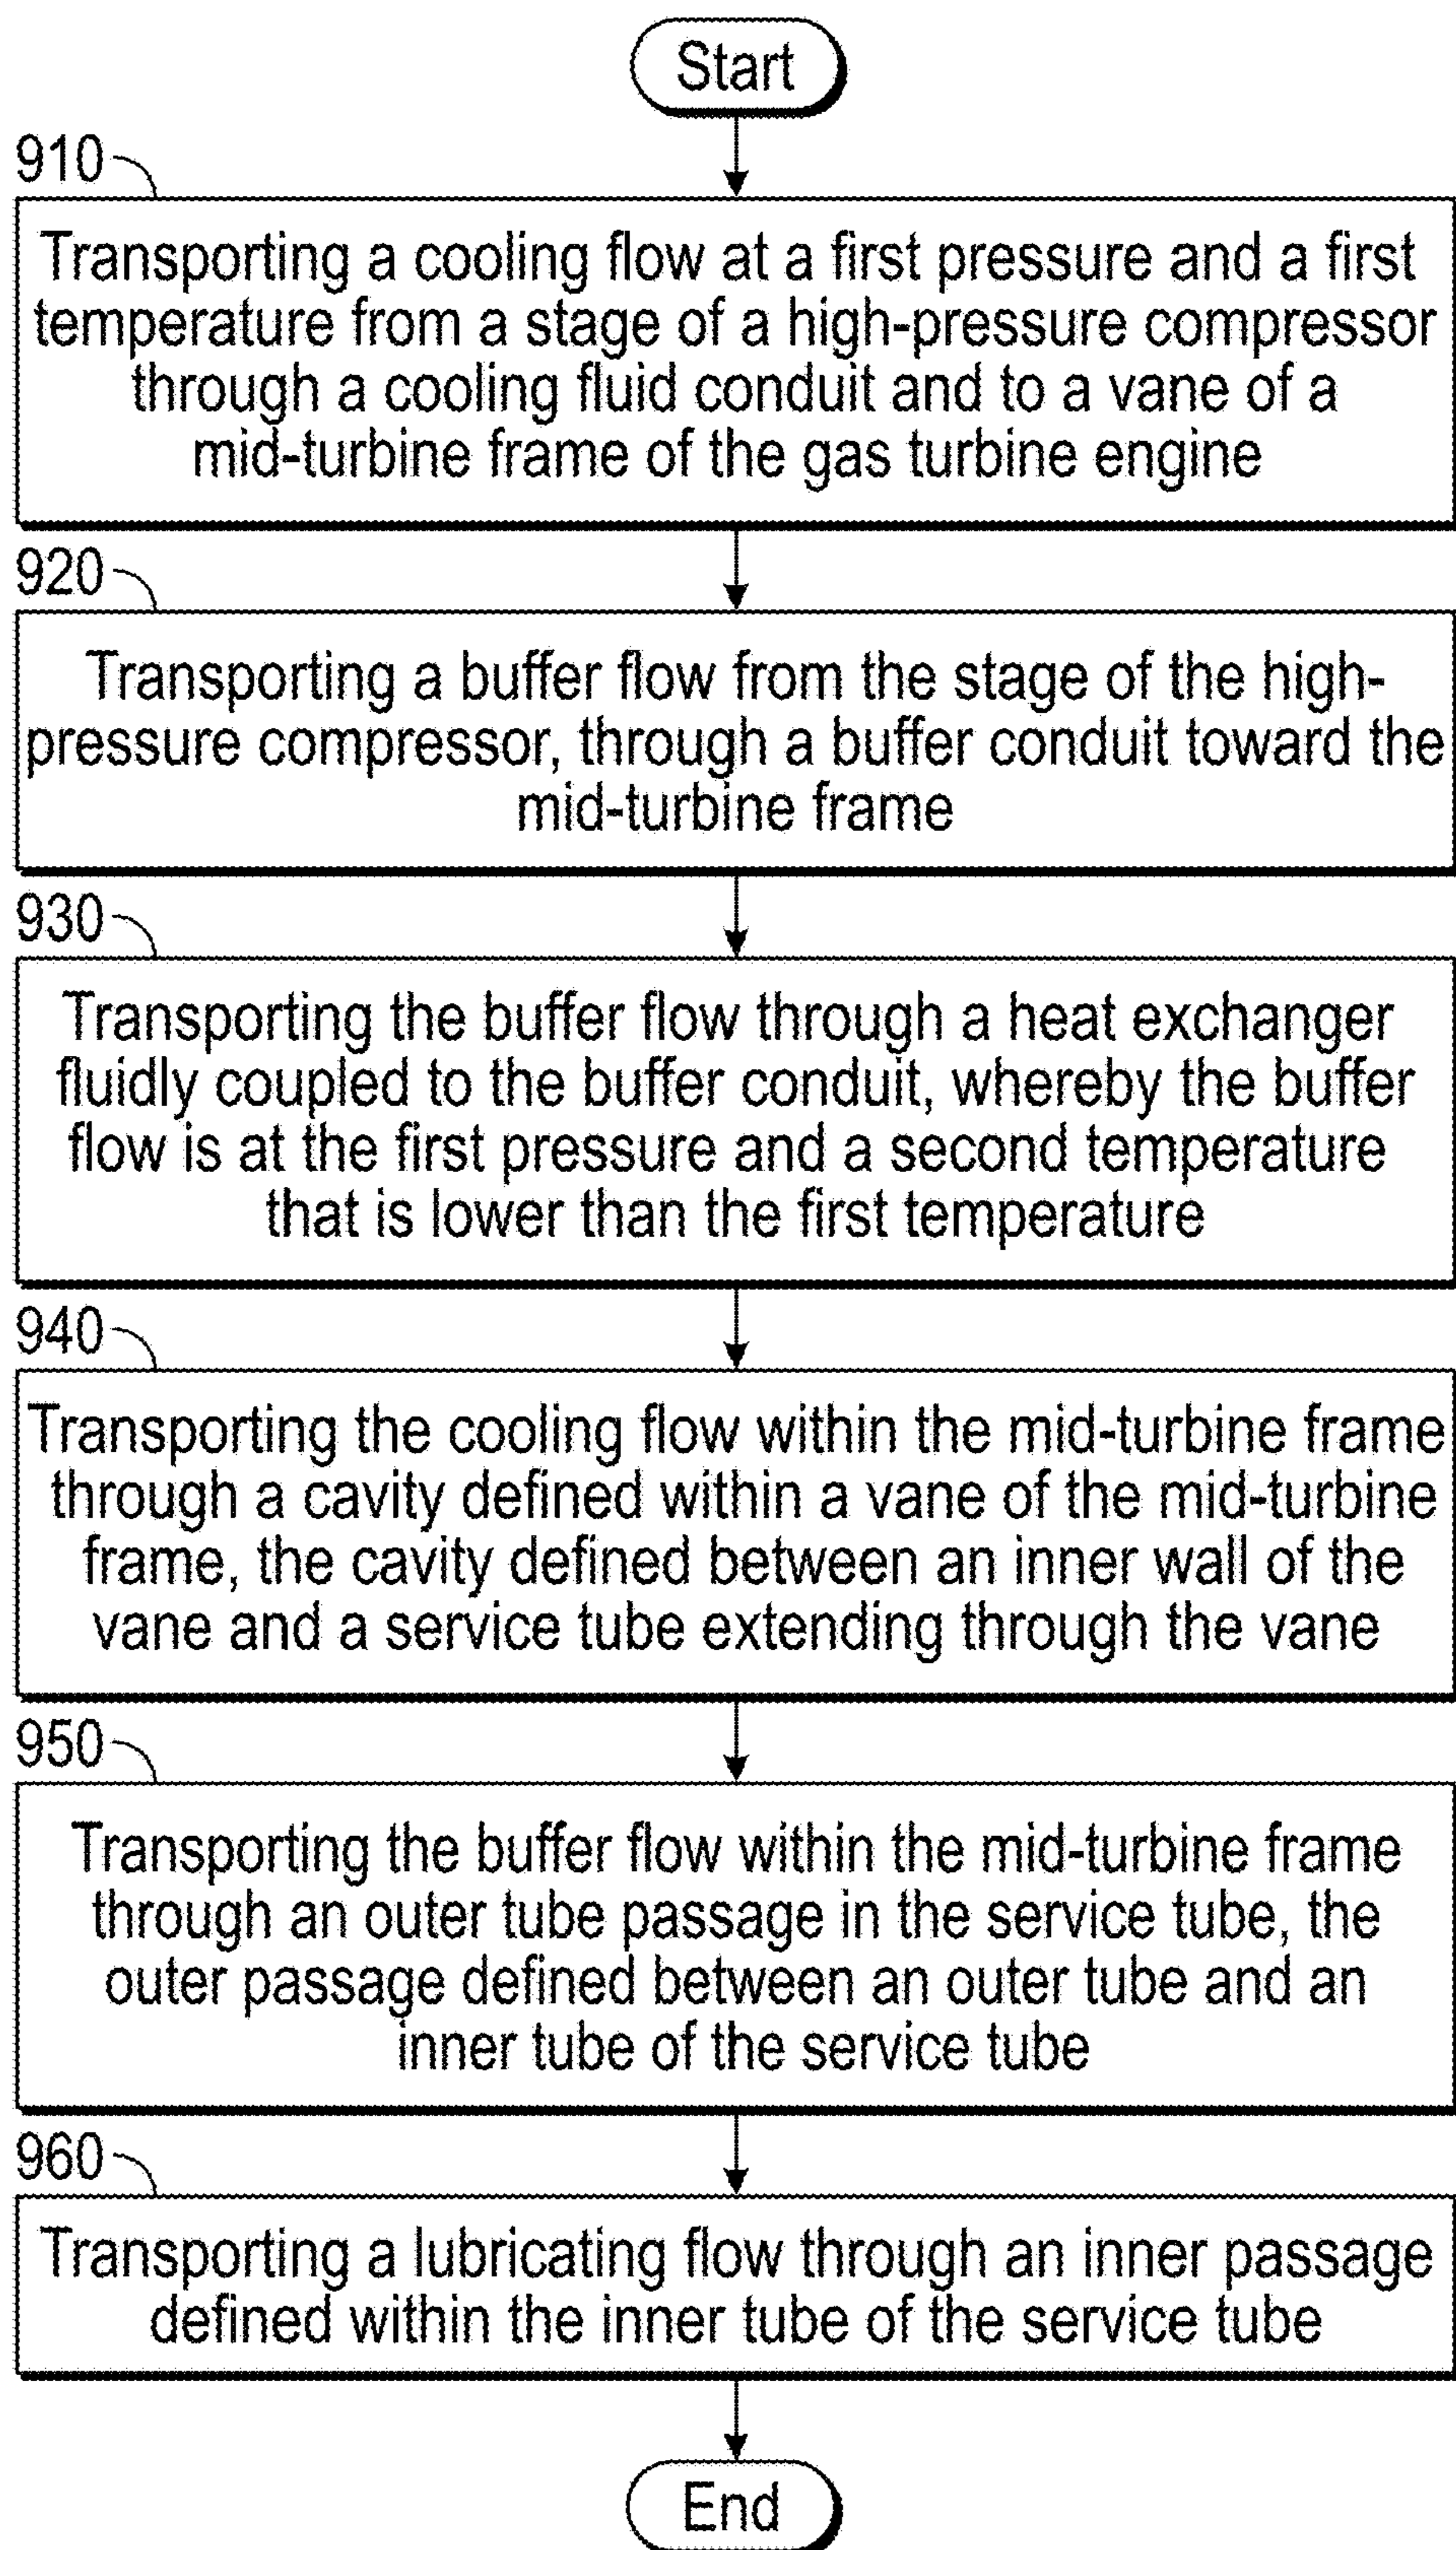 Start
910
Transporting a cooling flow at a first pressure and a first
temperature from a stage of a high-pressure compressor
through a cooling fluid conduit and to a vane of a
mid-turbine frame of the gas turbine engine
920
Transporting a buffer flow from the stage of the high-
pressure compressor, through a buffer conduit toward the
mid-turbine frame
930
Transporting the buffer flow through a heat exchanger
fluidly coupled to the buffer conduit, whereby the buffer
flow is at the first pressure and a second temperature
that is lower than the first temperature
940
Transporting the cooling flow within the mid-turbine frame
through a cavity defined within a vane of the mid-turbine
frame, the cavity defined between an inner wall of the
vane and a service tube extending through the vane
950
Transporting the buffer flow within the mid-turbine frame
through an outer tube passage in the service tube, the
outer passage defined between an outer tube and an
inner tube of the service tube
960
Transporting a lubricating flow through an inner passage
defined within the inner tube of the service tube
End